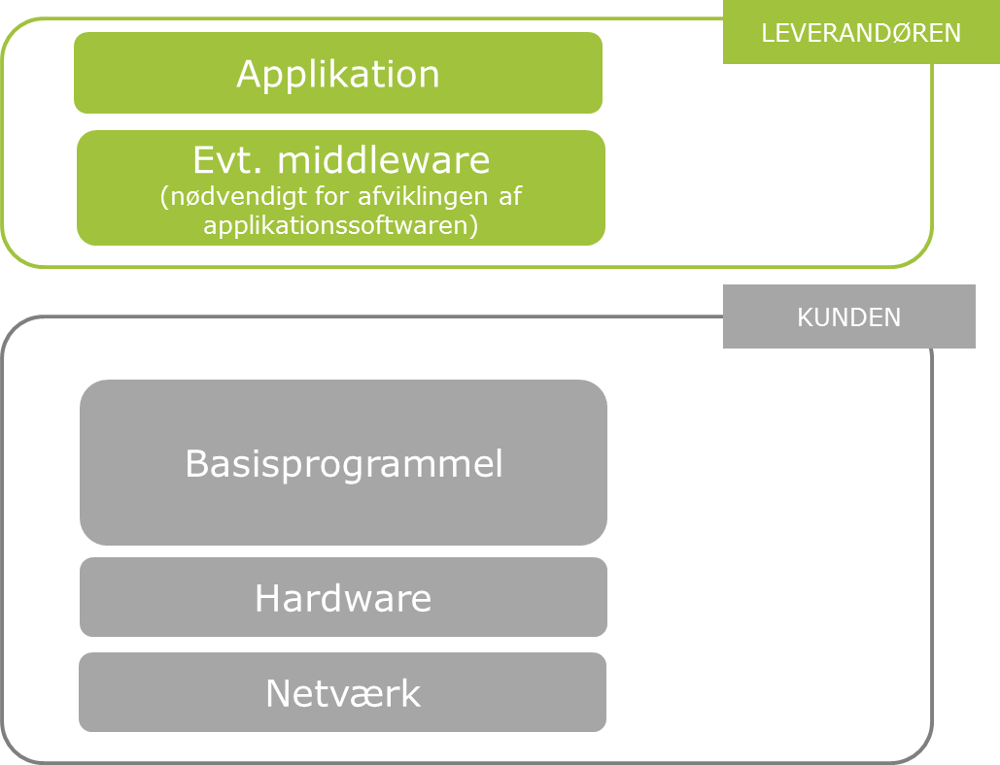 LEVERANDØREN
Applikation
Evt. middleware
(nødvendigt for afviklingen af
applikationssoftwaren)
KUNDEN
Basisprogrammel
Hardware
Netværk